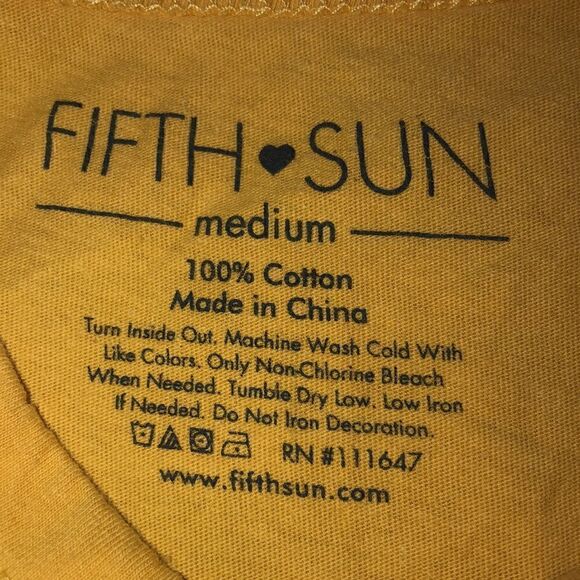 FIFTH ♥ SUN
medium
100% Cotton
Made in China
Turn Inside Out. Machine Wash Cold With
Like Colors. Only Non-Chlorine Bleach
When Needed. Tumble Dry Low. Low Iron
If Needed. Do Not Iron Decoration.
RN #111647
www.fifthsun.com